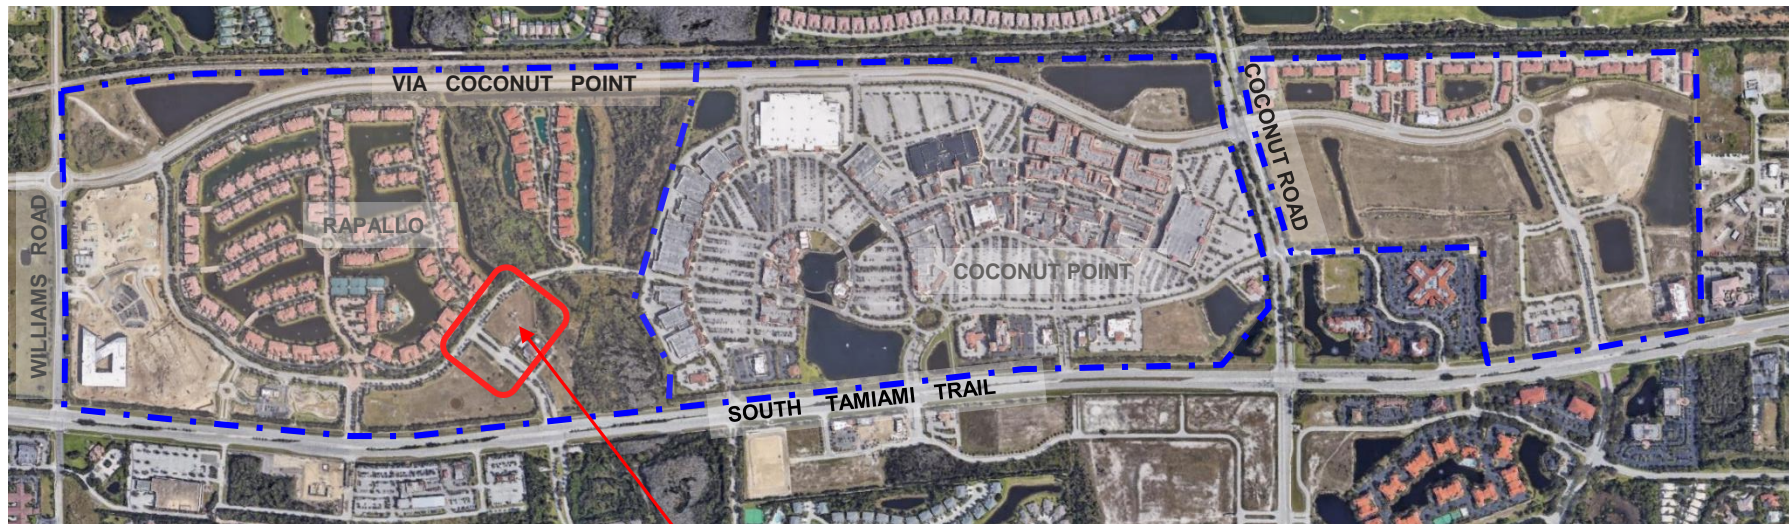 VIA COCONUT POINT
COCONUT ROAD
WILLIAMS ROAD
RAPALLO
COCONUT POINT
SOUTH TAMIAMI TRAIL